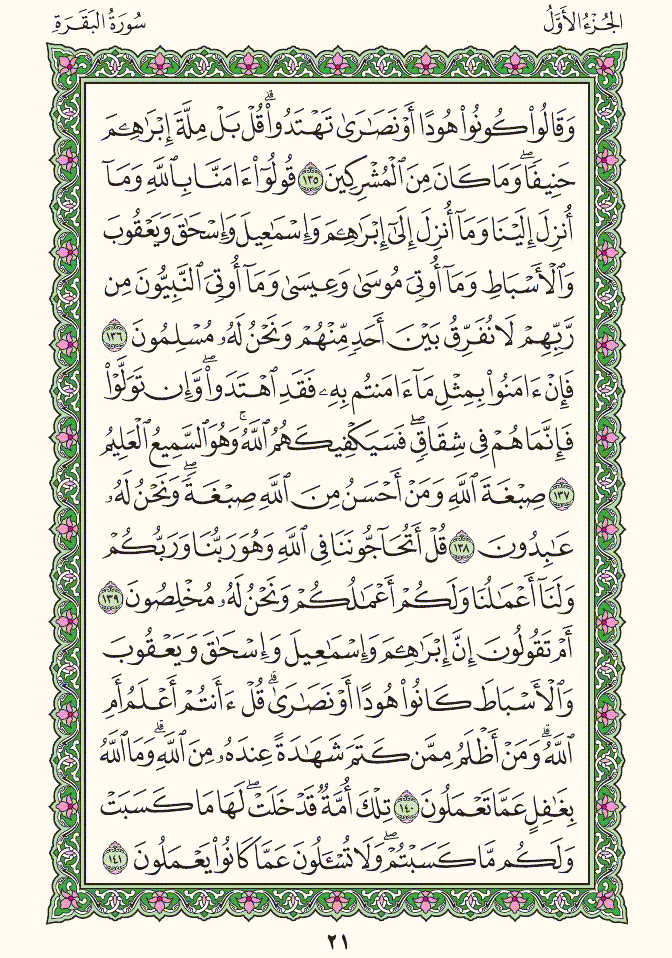 الجُزْءُ الأَوَّلُ
سُورَةُ البَقَرَةِ
وَقَالُوا۟ كُونُوا۟ هُودًا أَوْ نَصَـٰرَىٰ تَهْتَدُوا۟ ۗ قُلْ بَلْ مِلَّةَ إِبْرَٰهِـۧمَ
حَنِيفًا ۖ وَمَا كَانَ مِنَ ٱلْمُشْرِكِينَ ١٣٥ قُولُوٓا۟ ءَامَنَّا بِٱللَّهِ وَمَآ
أُنزِلَ إِلَيْنَا وَمَآ أُنزِلَ إِلَىٰٓ إِبْرَٰهِـۧمَ وَإِسْمَـٰعِيلَ وَإِسْحَـٰقَ وَيَعْقُوبَ
وَٱلْأَسْبَاطِ وَمَآ أُوتِىَ مُوسَىٰ وَعِيسَىٰ وَمَآ أُوتِىَ ٱلنَّبِيُّونَ مِن
رَّبِّهِمْ لَا نُفَرِّقُ بَيْنَ أَحَدٍ مِّنْهُمْ وَنَحْنُ لَهُۥ مُسْلِمُونَ ١٣٦
فَإِنْ ءَامَنُوا۟ بِمِثْلِ مَآ ءَامَنتُم بِهِۦ فَقَدِ ٱهْتَدَوا۟ ۖ وَّإِن تَوَلَّوْا۟
فَإِنَّمَا هُمْ فِى شِقَاقٍ ۖ فَسَيَكْفِيكَهُمُ ٱللَّهُ ۚ وَهُوَ ٱلسَّمِيعُ ٱلْعَلِيمُ
١٣٧ صِبْغَةَ ٱللَّهِ ۖ وَمَنْ أَحْسَنُ مِنَ ٱللَّهِ صِبْغَةً ۖ وَنَحْنُ لَهُۥ
عَـٰبِدُونَ ١٣٨ قُلْ أَتُحَآجُّونَنَا فِى ٱللَّهِ وَهُوَ رَبُّنَا وَرَبُّكُمْ
وَلَنَآ أَعْمَـٰلُنَا وَلَكُمْ أَعْمَـٰلُكُمْ وَنَحْنُ لَهُۥ مُخْلِصُونَ ١٣٩
أَمْ تَقُولُونَ إِنَّ إِبْرَٰهِـۧمَ وَإِسْمَـٰعِيلَ وَإِسْحَـٰقَ وَيَعْقُوبَ
وَٱلْأَسْبَاطَ كَانُوا۟ هُودًا أَوْ نَصَـٰرَىٰ ۗ قُلْ ءَأَنتُمْ أَعْلَمُ أَمِ
ٱللَّهُ ۗ وَمَنْ أَظْلَمُ مِمَّن كَتَمَ شَهَـٰدَةً عِندَهُۥ مِنَ ٱللَّهِ ۗ وَمَا ٱللَّهُ
بِغَـٰفِلٍ عَمَّا تَعْمَلُونَ ١٤٠ تِلْكَ أُمَّةٌ قَدْ خَلَتْ ۖ لَهَا مَا كَسَبَتْ
وَلَكُم مَّا كَسَبْتُمْ ۖ وَلَا تُسْـَٔلُونَ عَمَّا كَانُوا۟ يَعْمَلُونَ ١٤١
٢١